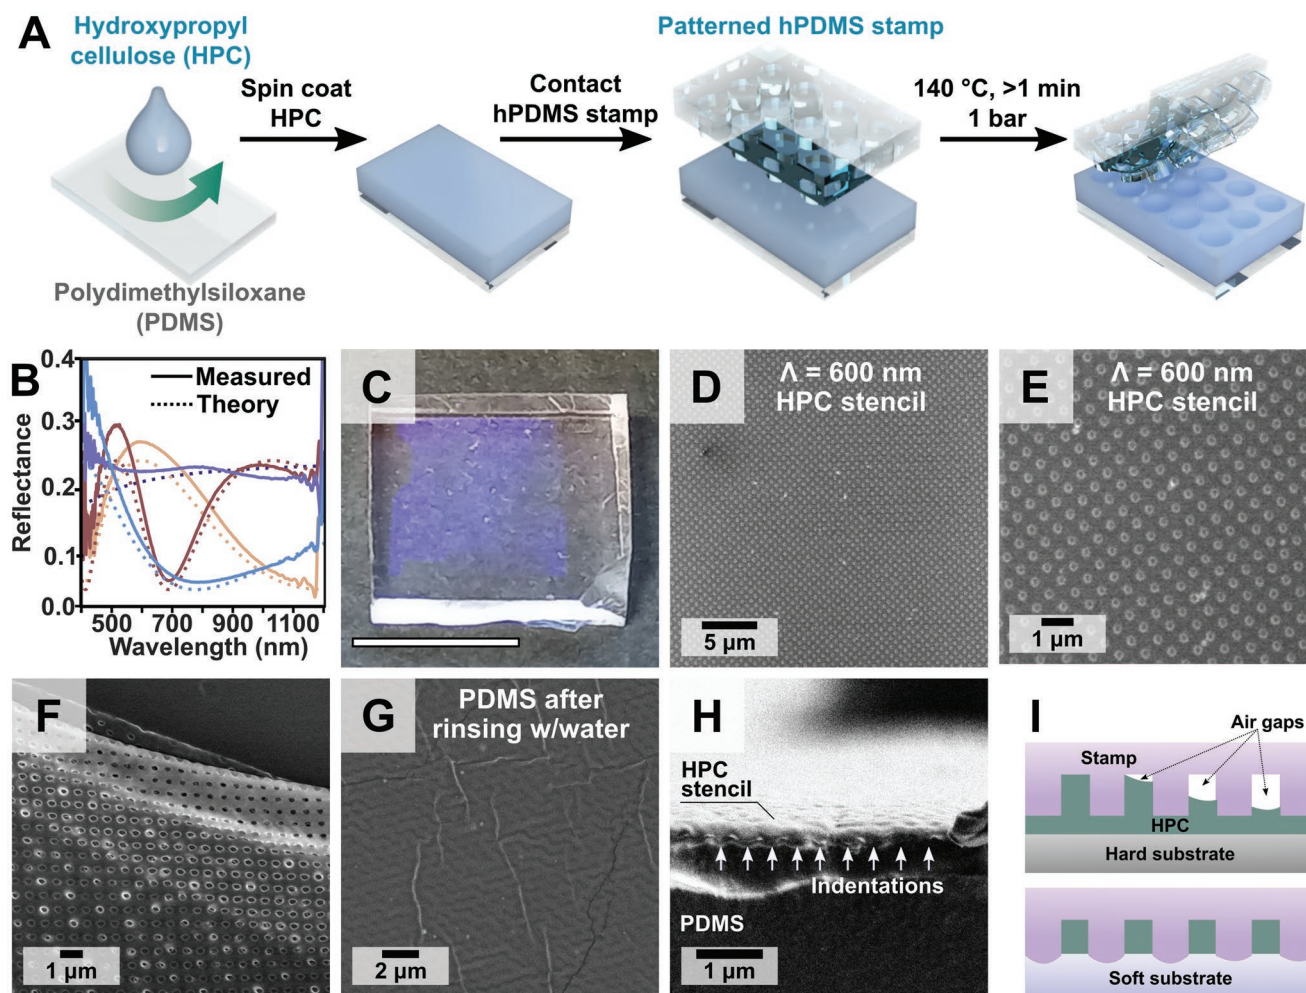 A
Hydroxypropyl
cellulose (HPC)
Spin coat
HPC
Contact
hPDMS stamp
Patterned hPDMS stamp
140 °C, >1 min
1 bar
Polydimethylsiloxane
(PDMS)
B
Reflectance
0.4
0.3
0.2
0.1
0.0
Measured
Theory
500 700 900 1100
Wavelength (nm)
C
D
Λ = 600 nm
HPC stencil
5 µm
E
Λ = 600 nm
HPC stencil
1 µm
F
1 µm
G
PDMS after
rinsing w/water
2 µm
H
HPC
stencil
Indentations
PDMS
1 µm
I
Air gaps
Stamp
HPC
Hard substrate
Soft substrate